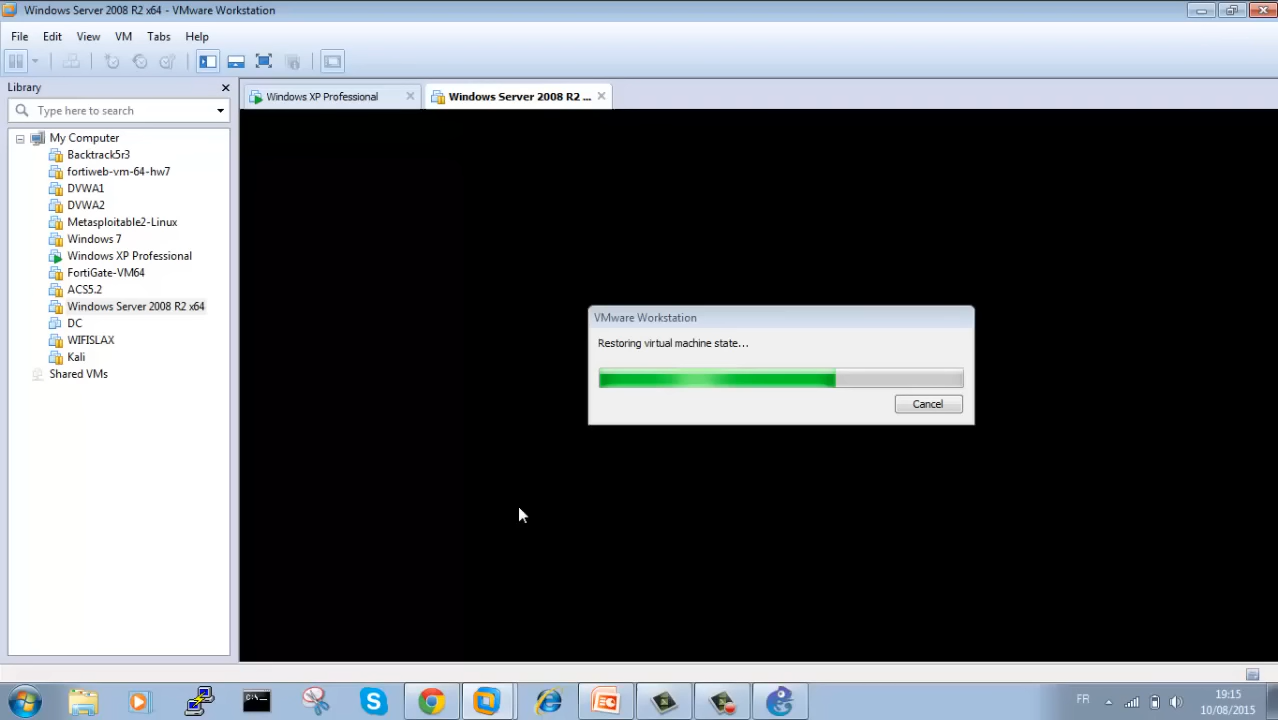 Windows Server 2008 R2 x64 - VMware Workstation
File Edit View VM Tabs Help
Library
Type here to search
My Computer
Backtrack5r3
fortiweb-vm-64-hw7
DVWA1
DVWA2
Metasploitable2-Linux
Windows 7
Windows XP Professional
FortiGate-VM64
ACS5.2
Windows Server 2008 R2 x64
DC
WIFISLAX
Kali
Shared VMs
Windows XP Professional
Windows Server 2008 R2 ...
VMware Workstation
Restoring virtual machine state...
Cancel
FR
19:15
10/08/2015